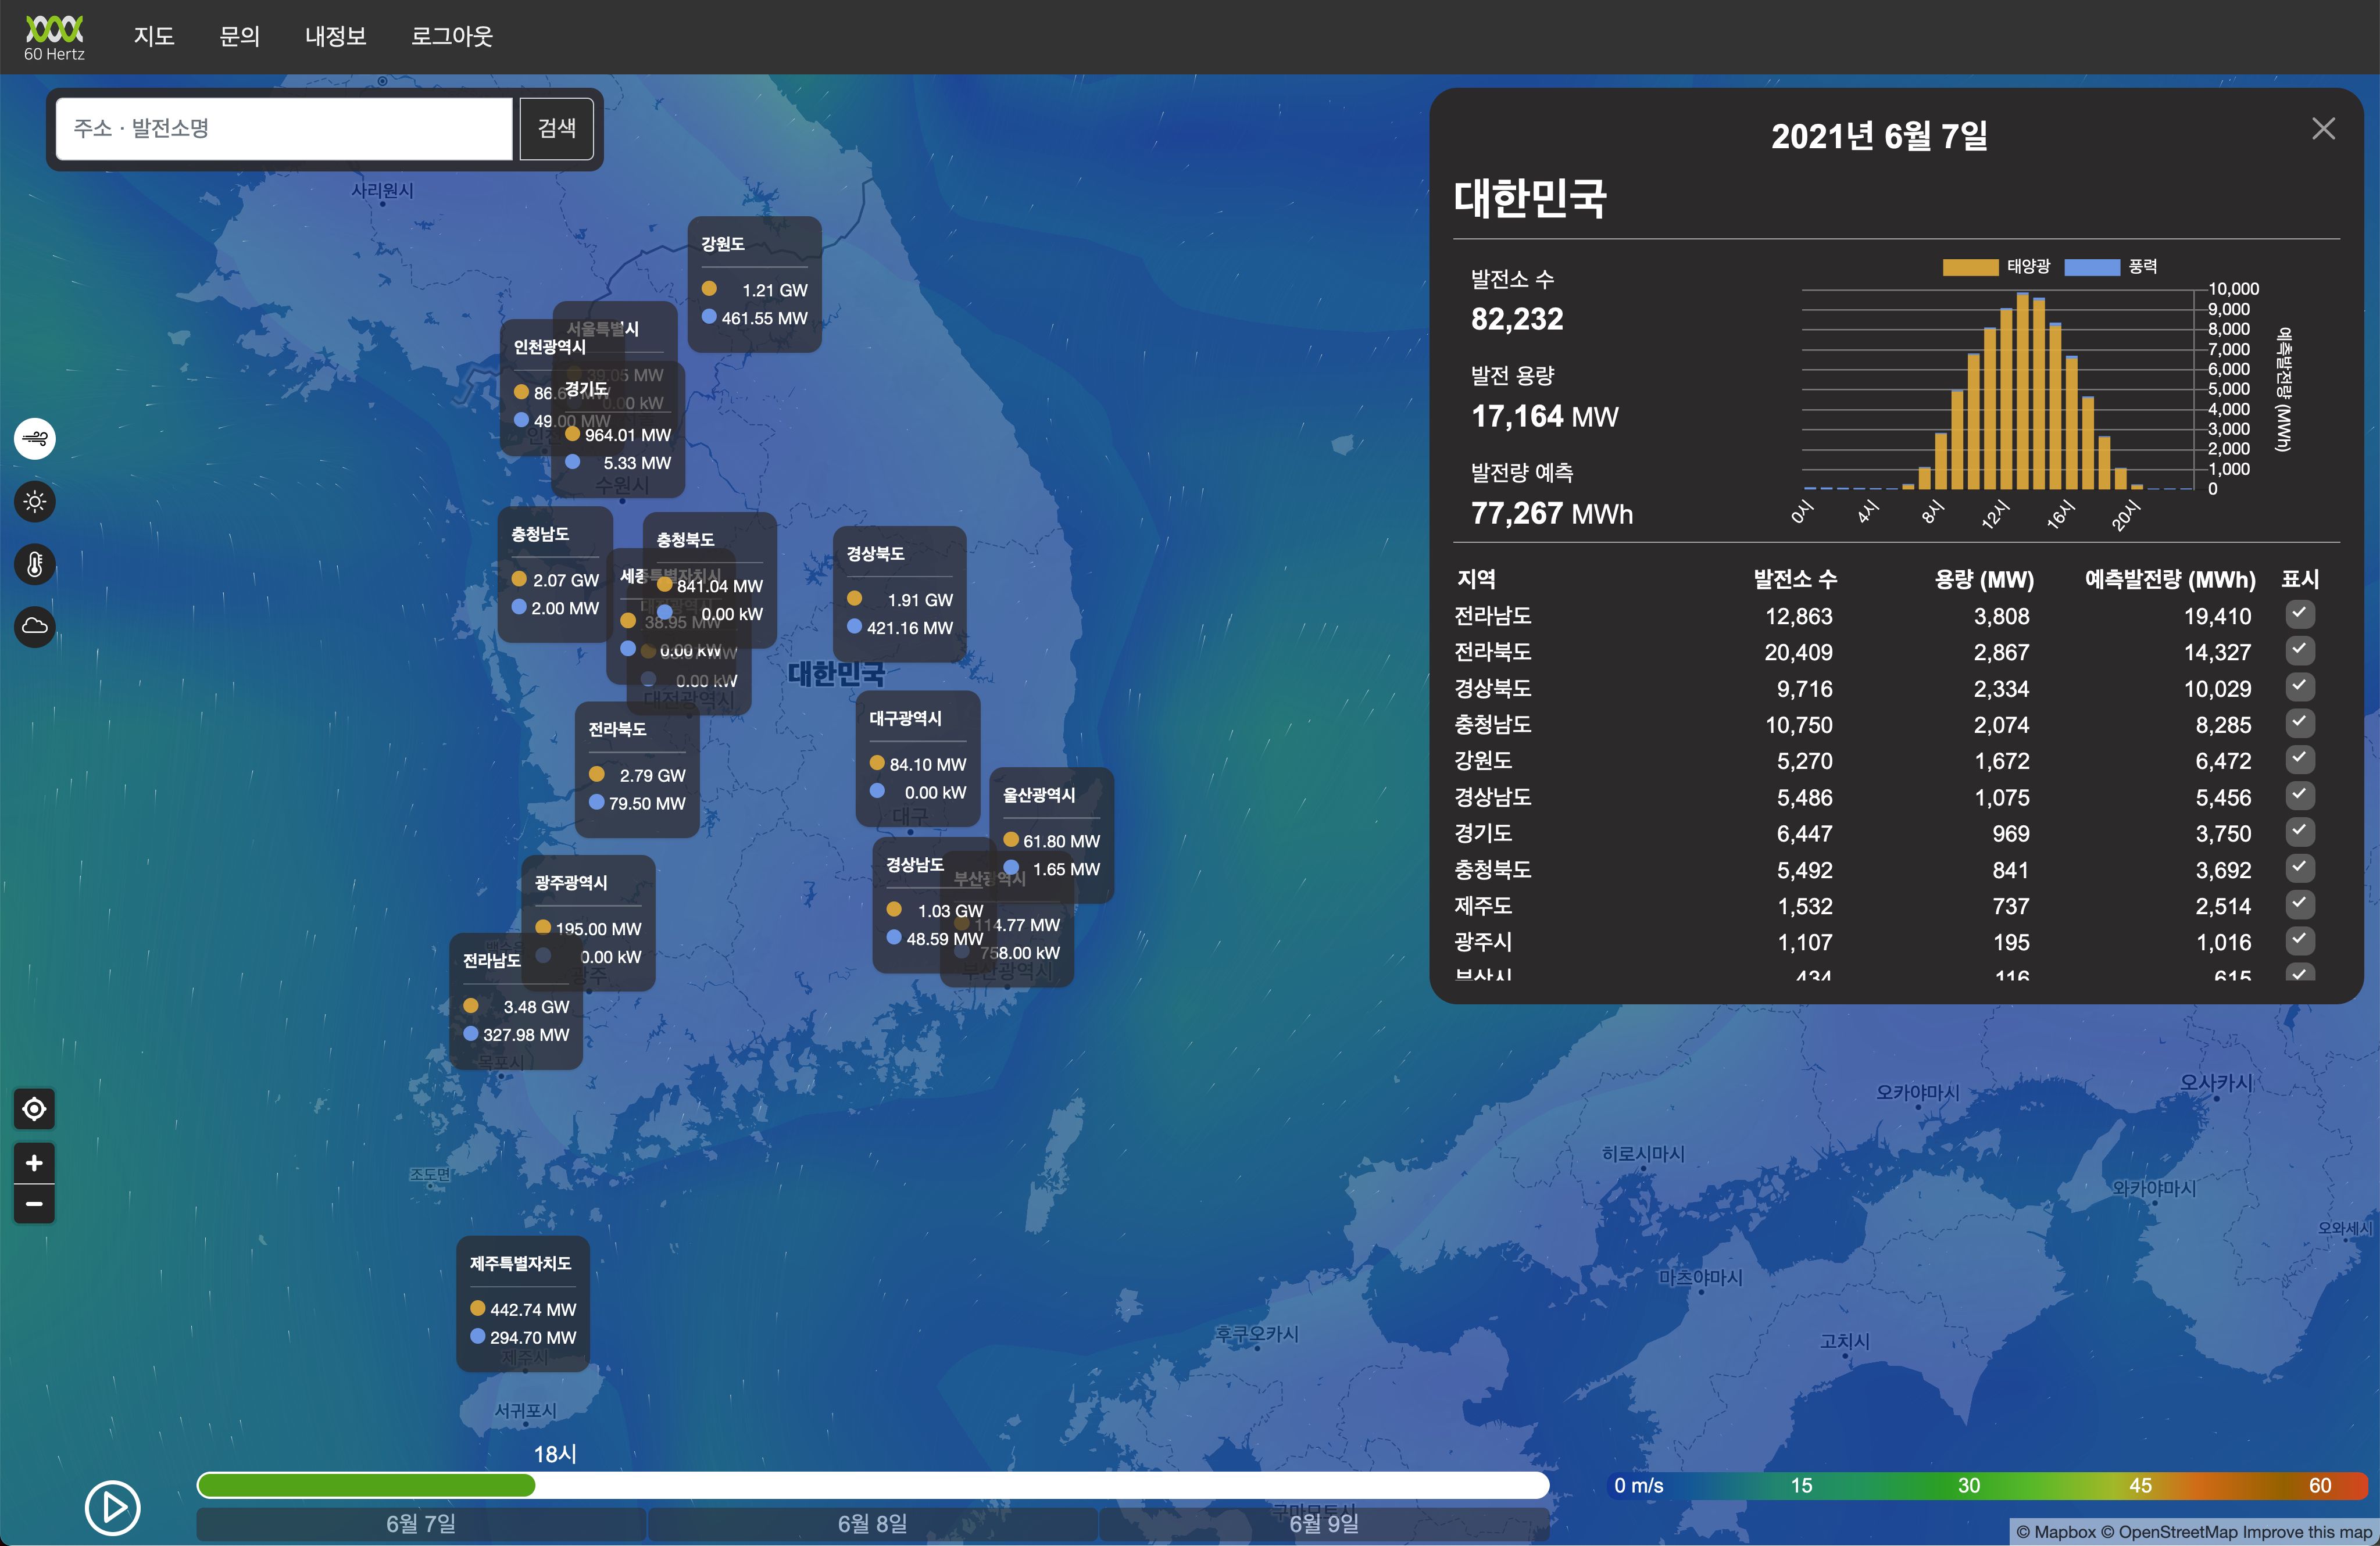 60 Hertz
지도
문의
내정보
로그아웃
주소 · 발전소명
검색
사리원시
강원도
1.21 GW
461.55 MW
서울특별시
39.05 MW
0.00 kW
인천광역시
49.00 MW
경기도
964.01 MW
5.33 MW
수원시
충청남도
2.07 GW
2.00 MW
충청북도
841.04 MW
0.00 kW
세종특별자치시
38.95 MW
0.00 kW
0.00 kW
대전광역시
경상북도
1.91 GW
421.16 MW
대한민국
전라북도
2.79 GW
79.50 MW
대구광역시
84.10 MW
0.00 kW
대구
울산광역시
61.80 MW
1.65 MW
경상남도
1.03 GW
48.59 MW
부산광역시
114.77 MW
758.00 kW
부산광역시
광주광역시
195.00 MW
0.00 kW
광주
전라남도
3.48 GW
327.98 MW
목포시
조도면
제주특별자치도
442.74 MW
294.70 MW
제주시
서귀포시
2021년 6월 7일
대한민국
발전소 수
82,232
발전 용량
17,164 MW
발전량 예측
77,267 MWh
태양광
풍력
10,000
9,000
8,000
7,000
6,000
5,000
4,000
3,000
2,000
1,000
0
예측발전량 (MWh)
0시
4시
8시
12시
16시
20시
지역 발전소 수 용량 (MW) 예측발전량 (MWh) 표시
전라남도 12,863 3,808 19,410
전라북도 20,409 2,867 14,327
경상북도 9,716 2,334 10,029
충청남도 10,750 2,074 8,285
강원도 5,270 1,672 6,472
경상남도 5,486 1,075 5,456
경기도 6,447 969 3,750
충청북도 5,492 841 3,692
제주도 1,532 737 2,514
광주시 1,107 195 1,016
부산시 434 116 615
오사카시
오카야마시
히로시마시
와카야마시
오와세시
마츠야마시
고치시
후쿠오카시
구마모토시
18시
6월 7일
6월 8일
6월 9일
0 m/s
15
30
45
60
© Mapbox © OpenStreetMap Improve this map